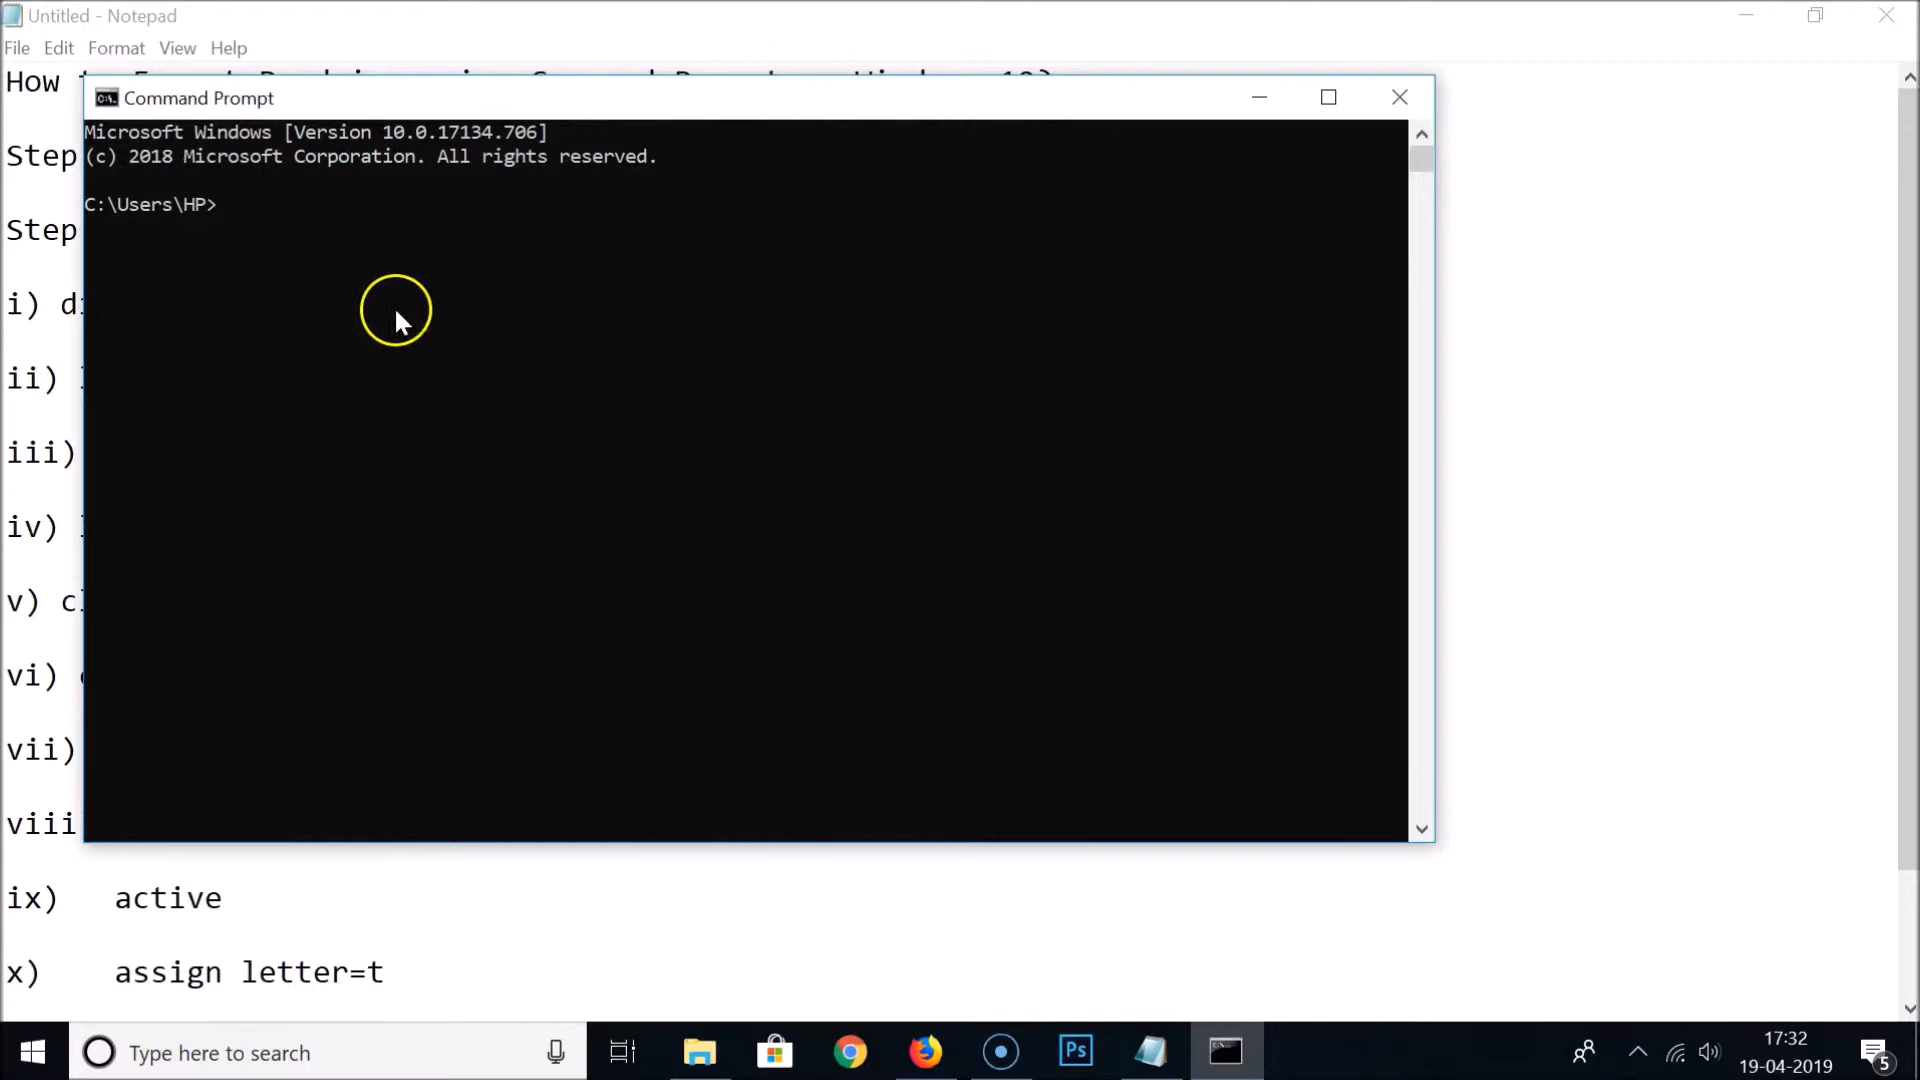 Untitled - Notepad
File Edit Format View Help
How
Command Prompt
Microsoft Windows [Version 10.0.17134.706]
Step
(c) 2018 Microsoft Corporation. All rights reserved.
C:\Users\HP>
Step
i)
ii)
iii)
iv)
v)
vi)
vii)
viii
ix) active
x) assign letter=t
Type here to search
Ps
17:32
19-04-2019
5